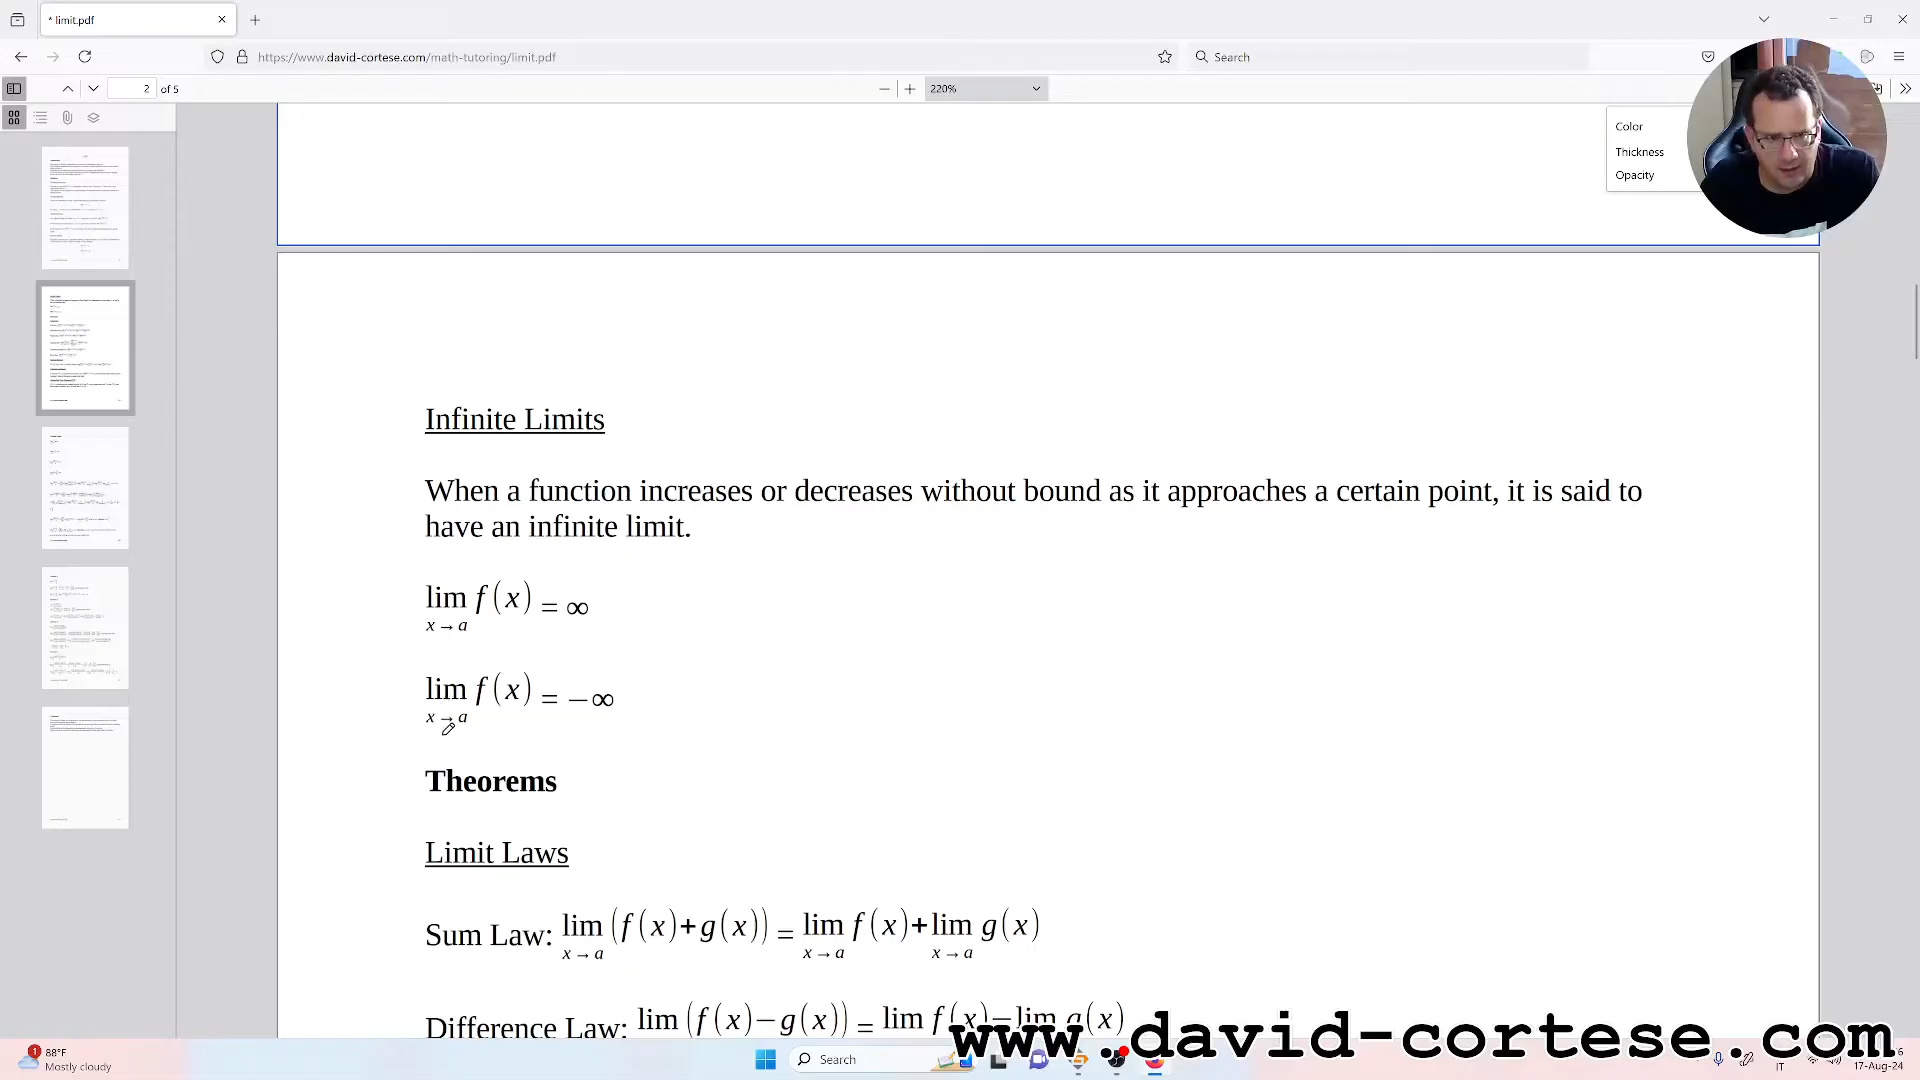 * limit.pdf
https://www.david-cortese.com/math-tutoring/limit.pdf
Search
2 of 5
220%
Color
Thickness
Opacity
Infinite Limits
When a function increases or decreases without bound as it approaches a certain point, it is said to
have an infinite limit.
lim f(x) = ∞
x→a
lim f(x) = −∞
x→a
Theorems
Limit Laws
Sum Law: lim (f(x)+g(x)) = lim f(x)+lim g(x)
x→a x→a x→a
Difference Law: lim (f(x)−g(x)) = lim f(x)−lim g(x)
www.david-cortese.com
1
88°F
Mostly cloudy
Search
IT
17-Aug-24